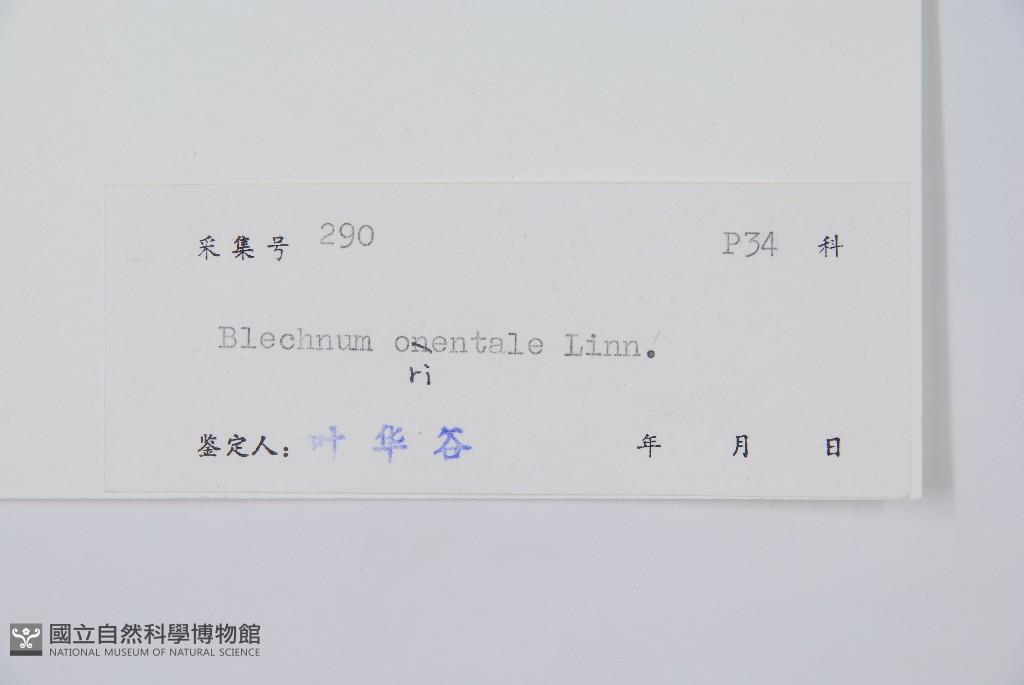 采集号 290 P34 科
Blechnum onentale Linn.
ri
鉴定人: 叶华谷 年 月 日
國立自然科學博物館
NATIONAL MUSEUM OF NATURAL SCIENCE